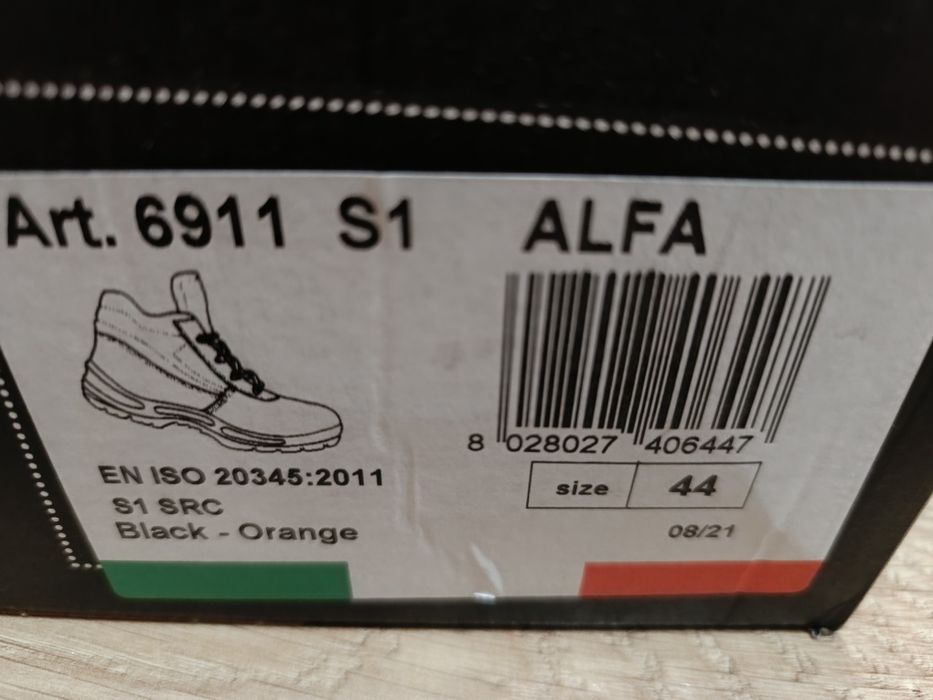 Art. 6911 S1 ALFA
8 028027 406447
size 44
EN ISO 20345:2011
S1 SRC
Black - Orange
08/21